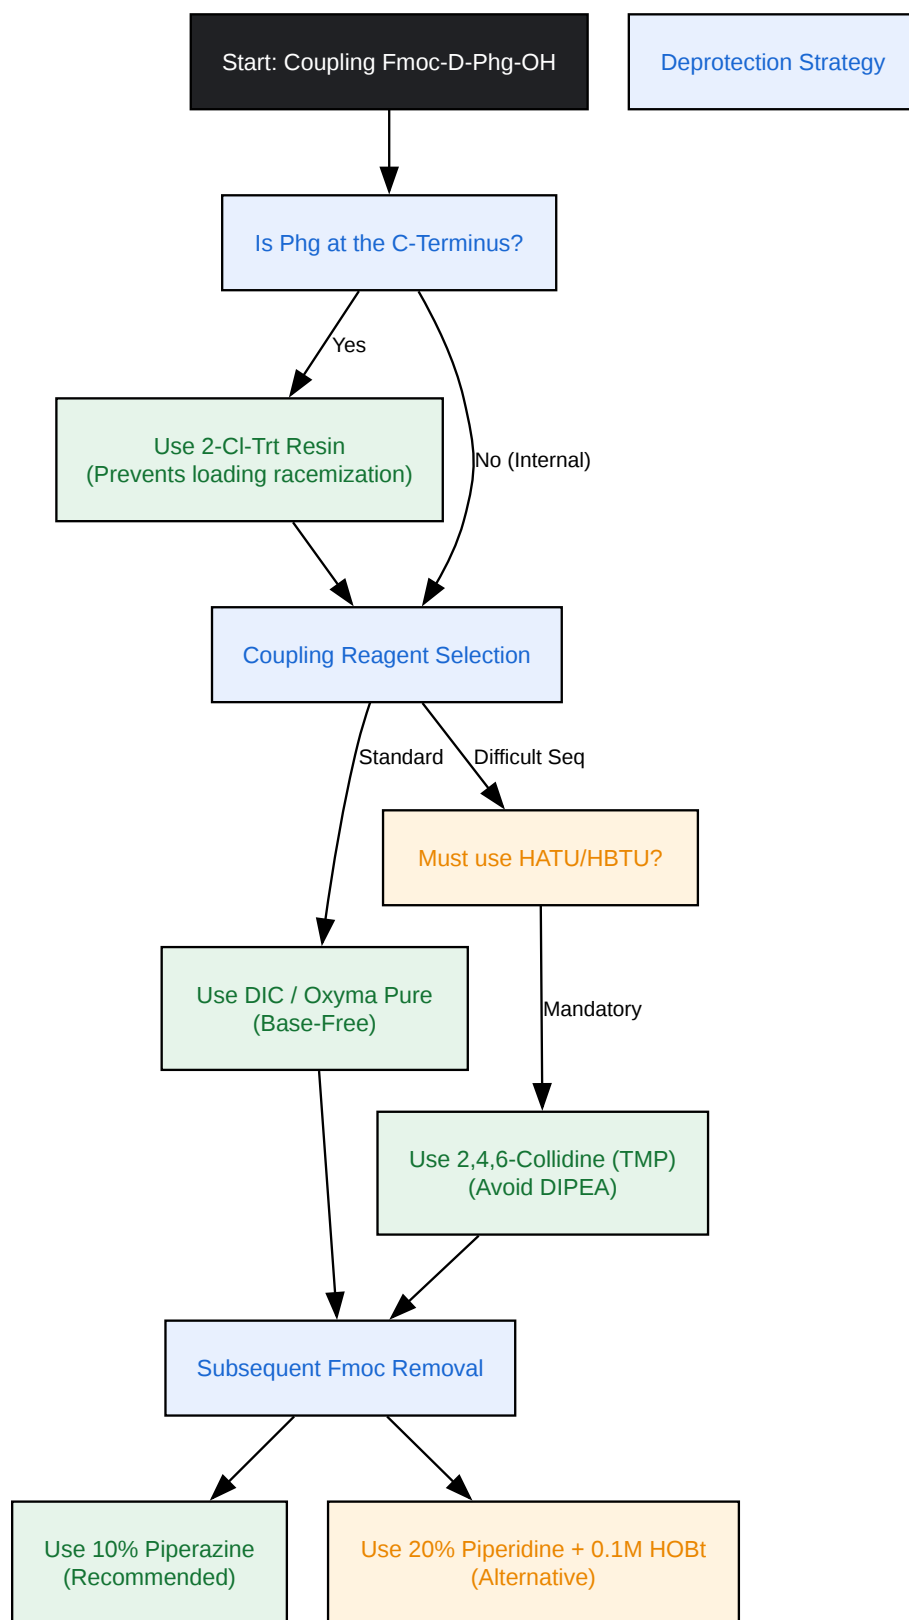 Start: Coupling Fmoc-D-Phg-OH
Deprotection Strategy
Is Phg at the C-Terminus?
Yes
No (Internal)
Use 2-Cl-Trt Resin
(Prevents loading racemization)
Coupling Reagent Selection
Standard
Difficult Seq
Must use HATU/HBTU?
Use DIC / Oxyma Pure
(Base-Free)
Mandatory
Use 2,4,6-Collidine (TMP)
(Avoid DIPEA)
Subsequent Fmoc Removal
Use 10% Piperazine
(Recommended)
Use 20% Piperidine + 0.1M HOBt
(Alternative)